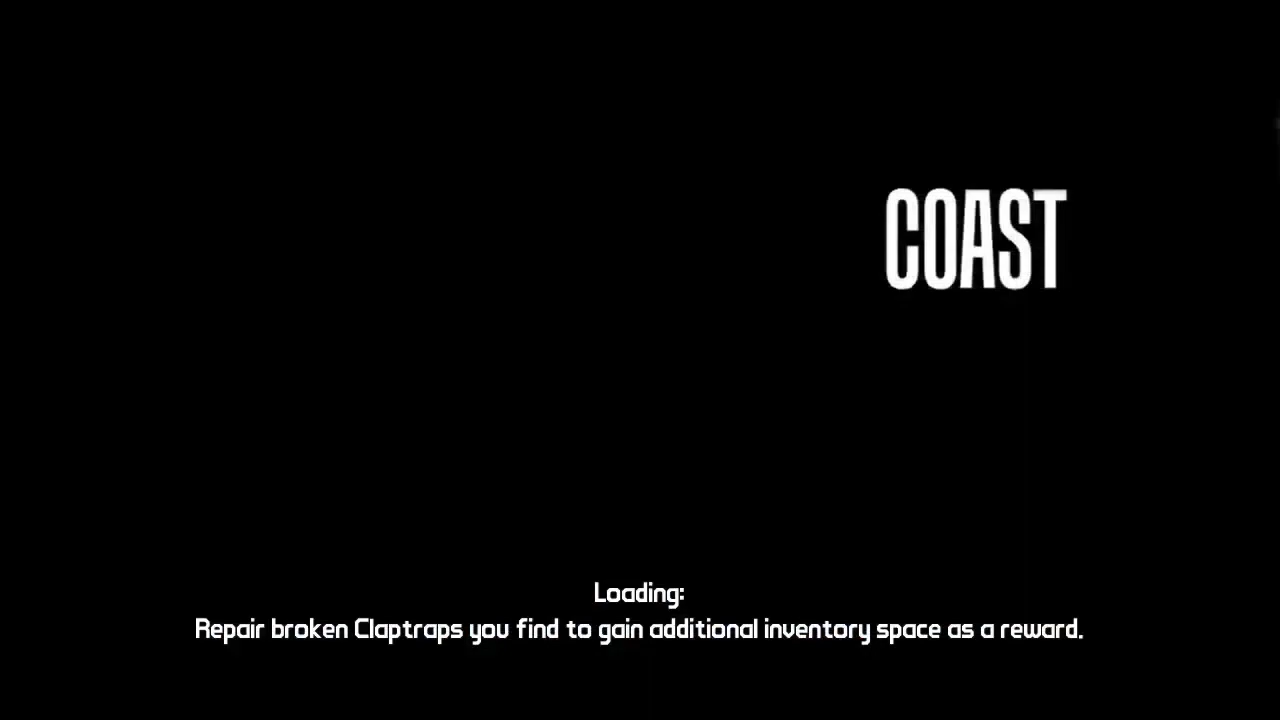 COAST
Loading:
Repair broken Claptraps you find to gain additional inventory space as a reward.